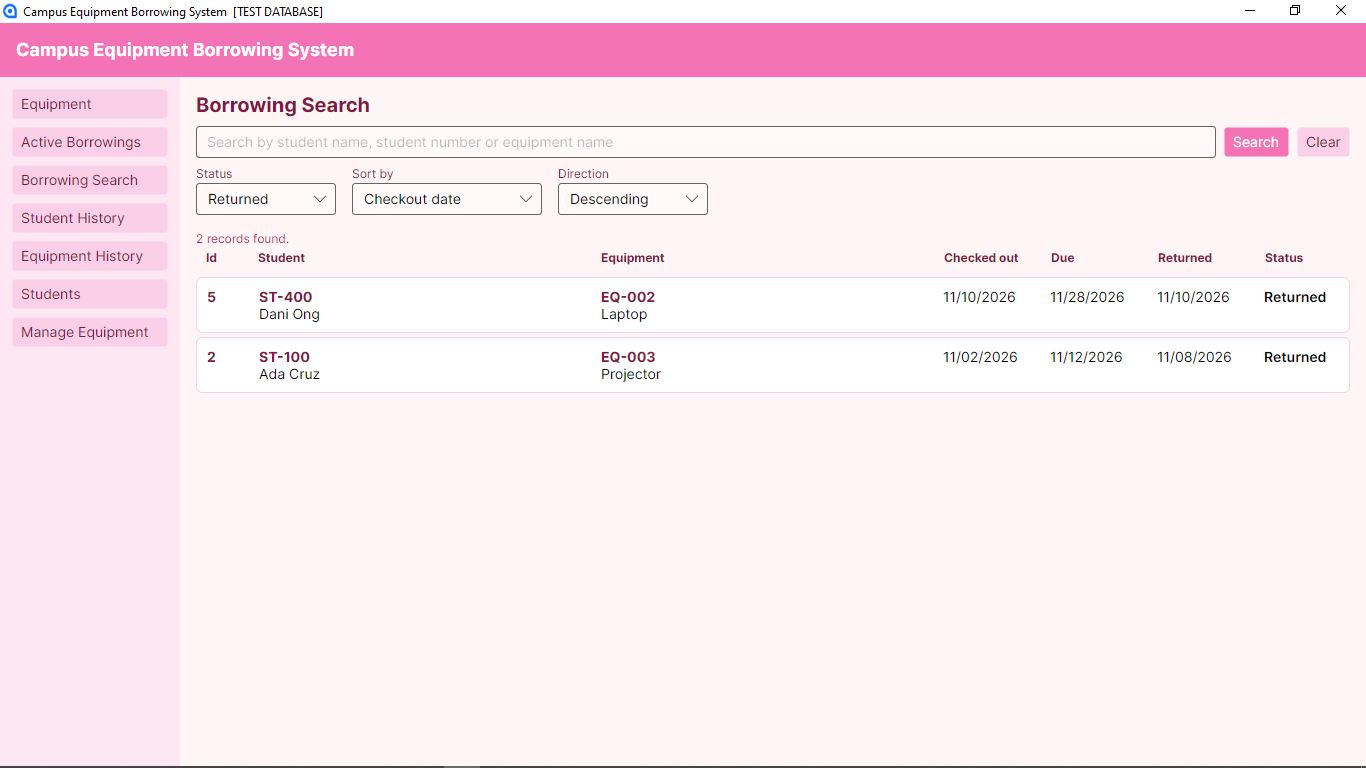 Campus Equipment Borrowing System [TEST DATABASE]
Campus Equipment Borrowing System
Equipment
Active Borrowings
Borrowing Search
Student History
Equipment History
Students
Manage Equipment
Borrowing Search
Search by student name, student number or equipment name
Search
Clear
Status
Sort by
Direction
Returned
Checkout date
Descending
2 records found.
Id Student Equipment Checked out Due Returned Status
5 ST-400 EQ-002 11/10/2026 11/28/2026 11/10/2026 Returned
Dani Ong Laptop
2 ST-100 EQ-003 11/02/2026 11/12/2026 11/08/2026 Returned
Ada Cruz Projector